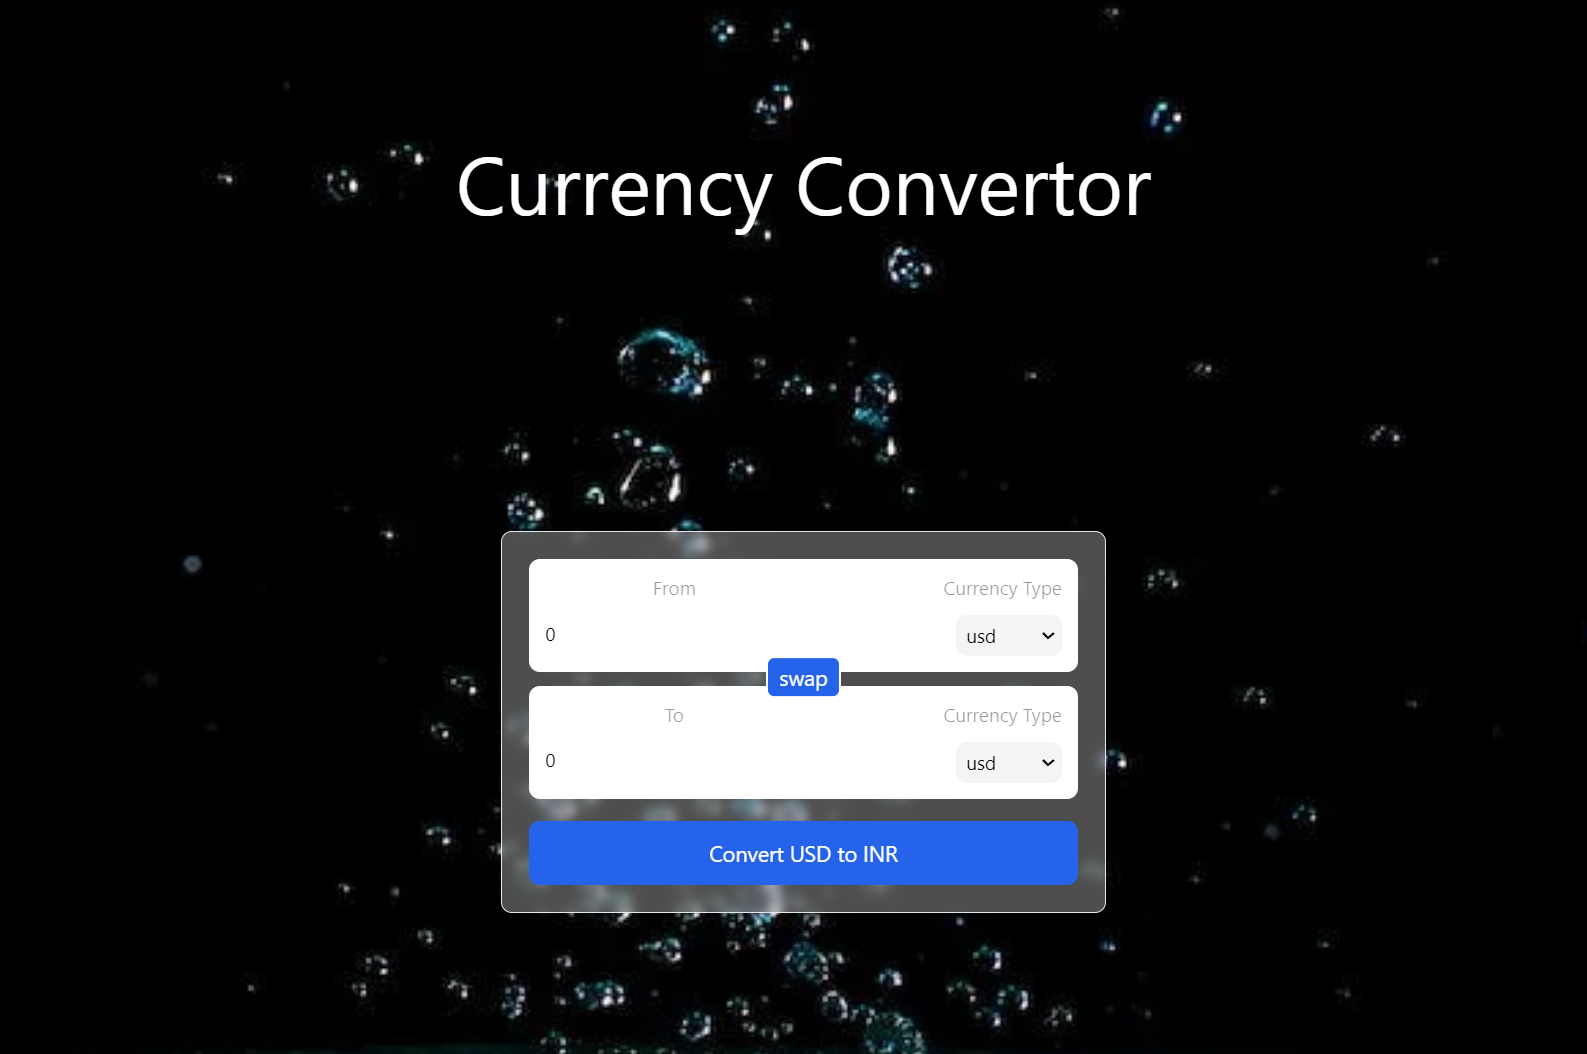 Currency Convertor
From Currency Type
0 usd
swap
To Currency Type
0 usd
Convert USD to INR